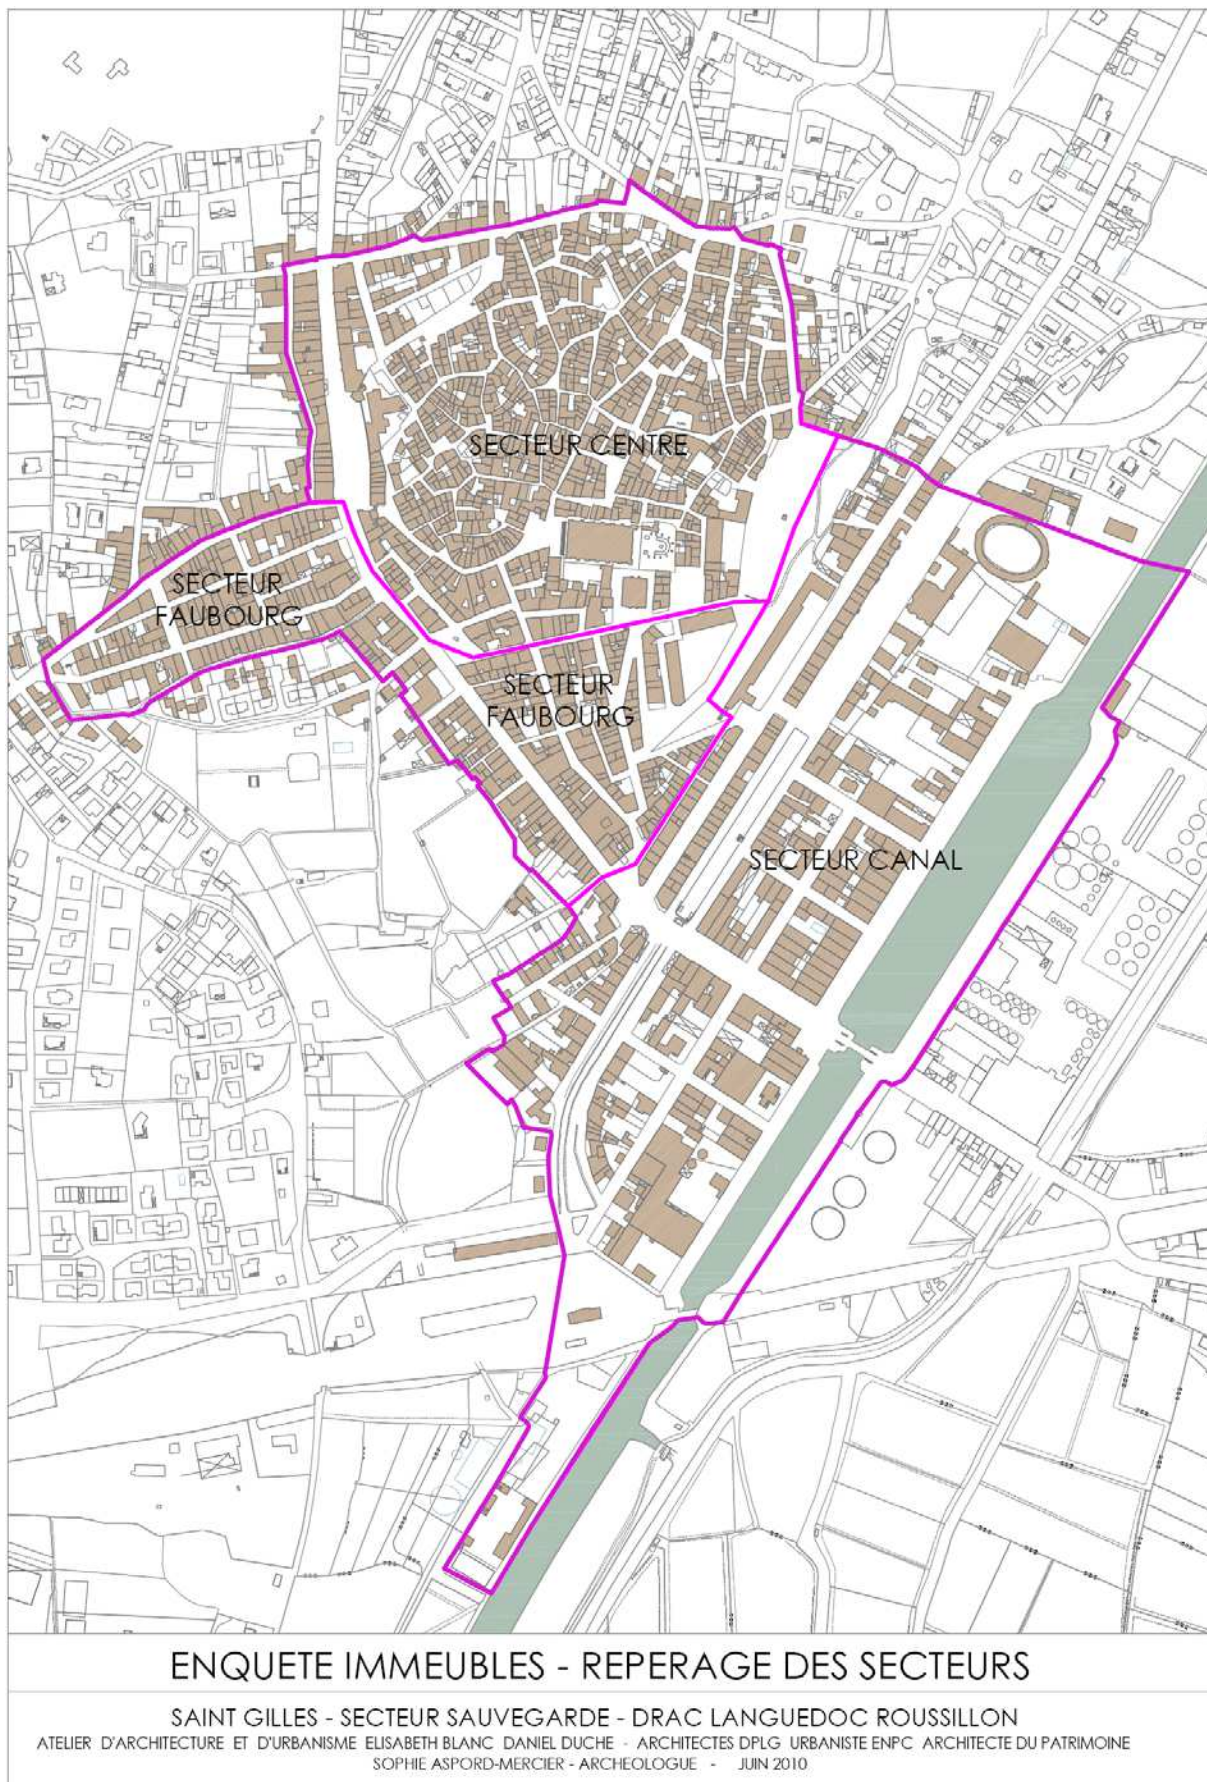 SECTEUR CENTRE
SECTEUR
FAUBOURG
SECTEUR
FAUBOURG
SECTEUR CANAL
ENQUETE IMMEUBLES - REPERAGE DES SECTEURS
SAINT GILLES - SECTEUR SAUVEGARDE - DRAC LANGUEDOC ROUSSILLON
ATELIER D'ARCHITECTURE ET D'URBANISME ELISABETH BLANC DANIEL DUCHE - ARCHITECTES DPLG URBANISTE ENPC ARCHITECTE DU PATRIMOINE
SOPHIE ASPORD-MERCIER - ARCHEOLOGUE - JUIN 2010